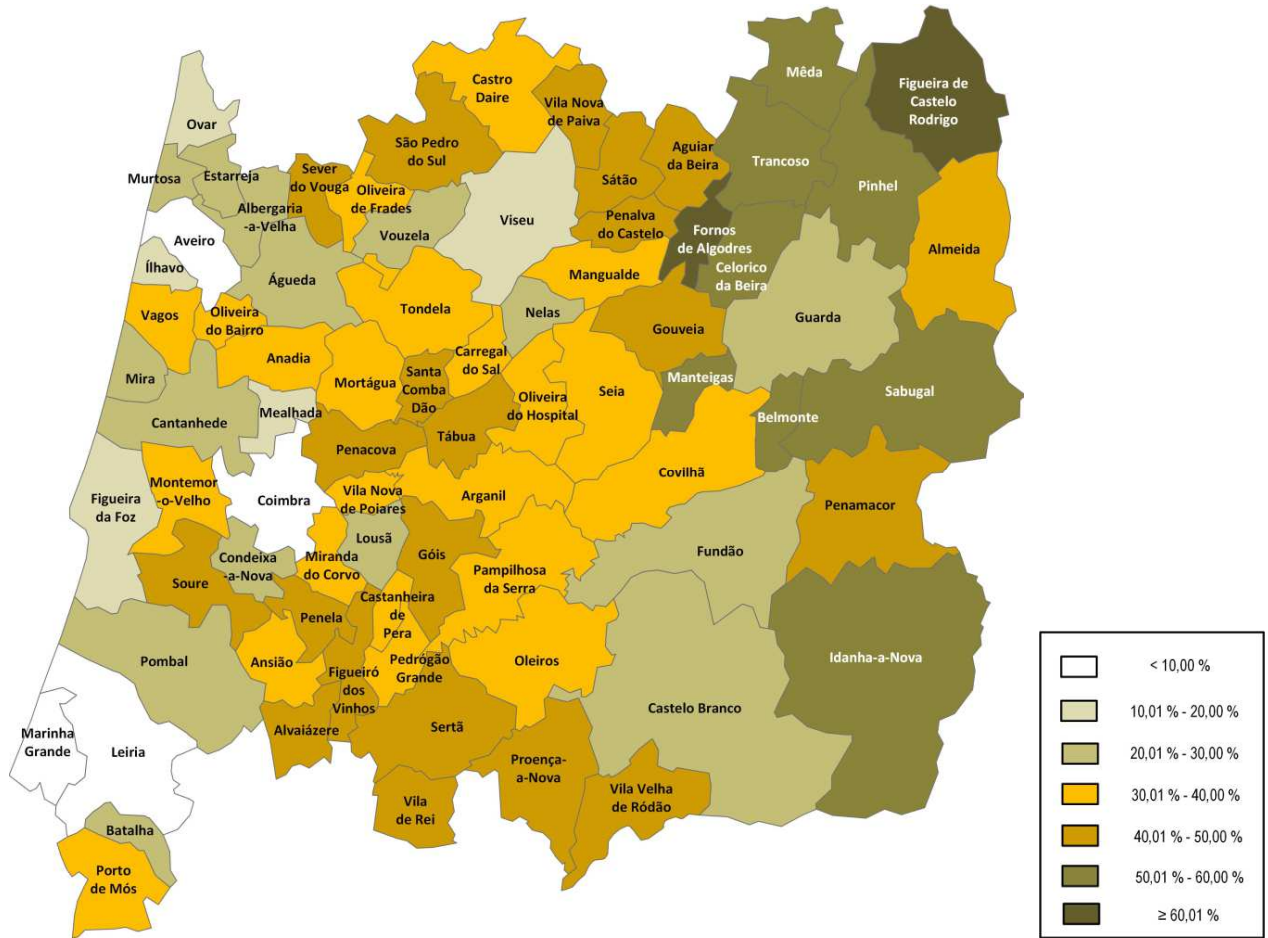 Castro
Daire
Mêda
Figueira de
Castelo
Rodrigo
Vila Nova
de Paiva
Ovar
São Pedro
do Sul
Aguiar
da Beira
Trancoso
Pinhel
Murtosa
Estarreja
Sever
do Vouga
Oliveira
de Frades
Sátão
Albergaria
-a-Velha
Viseu
Penalva
do Castelo
Fornos
de Algodres
Aveiro
Vouzela
Almeida
Ílhavo
Águeda
Mangualde
Celorico
da Beira
Vagos
Oliveira
do Bairro
Tondela
Nelas
Gouveia
Guarda
Anadia
Carregal
do Sal
Mira
Mortágua
Santa
Comba
Dão
Oliveira
do Hospital
Seia
Manteigas
Sabugal
Cantanhede
Mealhada
Tábua
Belmonte
Penacova
Covilhã
Montemor
-o-Velho
Figueira
da Foz
Coimbra
Vila Nova
de Poiares
Arganil
Penamacor
Lousã
Condeixa
-a-Nova
Miranda
do Corvo
Góis
Fundão
Soure
Pampilhosa
da Serra
Penela
Castanheira
de
Pera
Pombal
Ansião
Figueiró
dos
Vinhos
Pedrógão
Grande
Oleiros
Idanha-a-Nova
Castelo Branco
Marinha
Grande
Leiria
Alvaiázere
Sertã
Proença-
a-Nova
Vila
de Rei
Vila Velha
de Ródão
Batalha
Porto
de Mós
< 10,00 %
10,01 % - 20,00 %
20,01 % - 30,00 %
30,01 % - 40,00 %
40,01 % - 50,00 %
50,01 % - 60,00 %
≥ 60,01 %